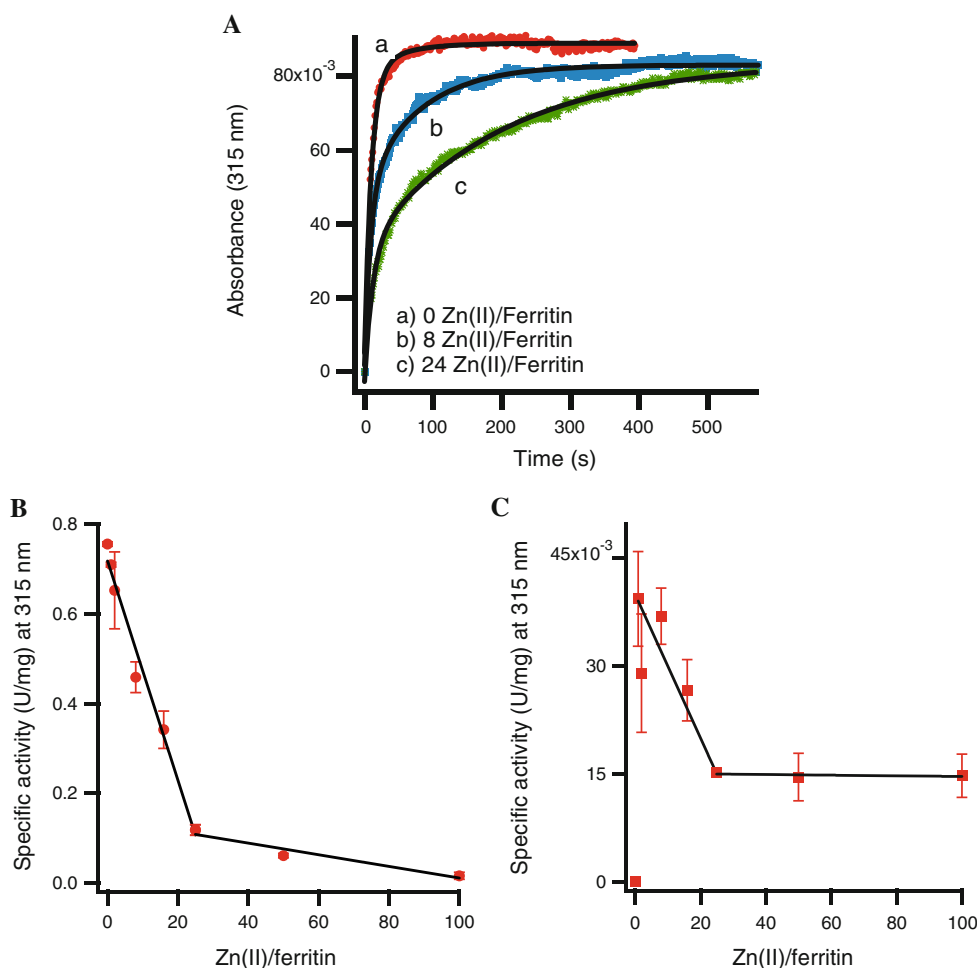 A
Absorbance (315 nm)
80x10⁻³
60
40
20
0
a
b
c
a) 0 Zn(II)/Ferritin
b) 8 Zn(II)/Ferritin
c) 24 Zn(II)/Ferritin
0 100 200 300 400 500
Time (s)
B
Specific activity (U/mg) at 315 nm
0.8
0.6
0.4
0.2
0.0
0 20 40 60 80 100
Zn(II)/ferritin
C
Specific activity (U/mg) at 315 nm
45x10⁻³
30
15
0
0 20 40 60 80 100
Zn(II)/ferritin